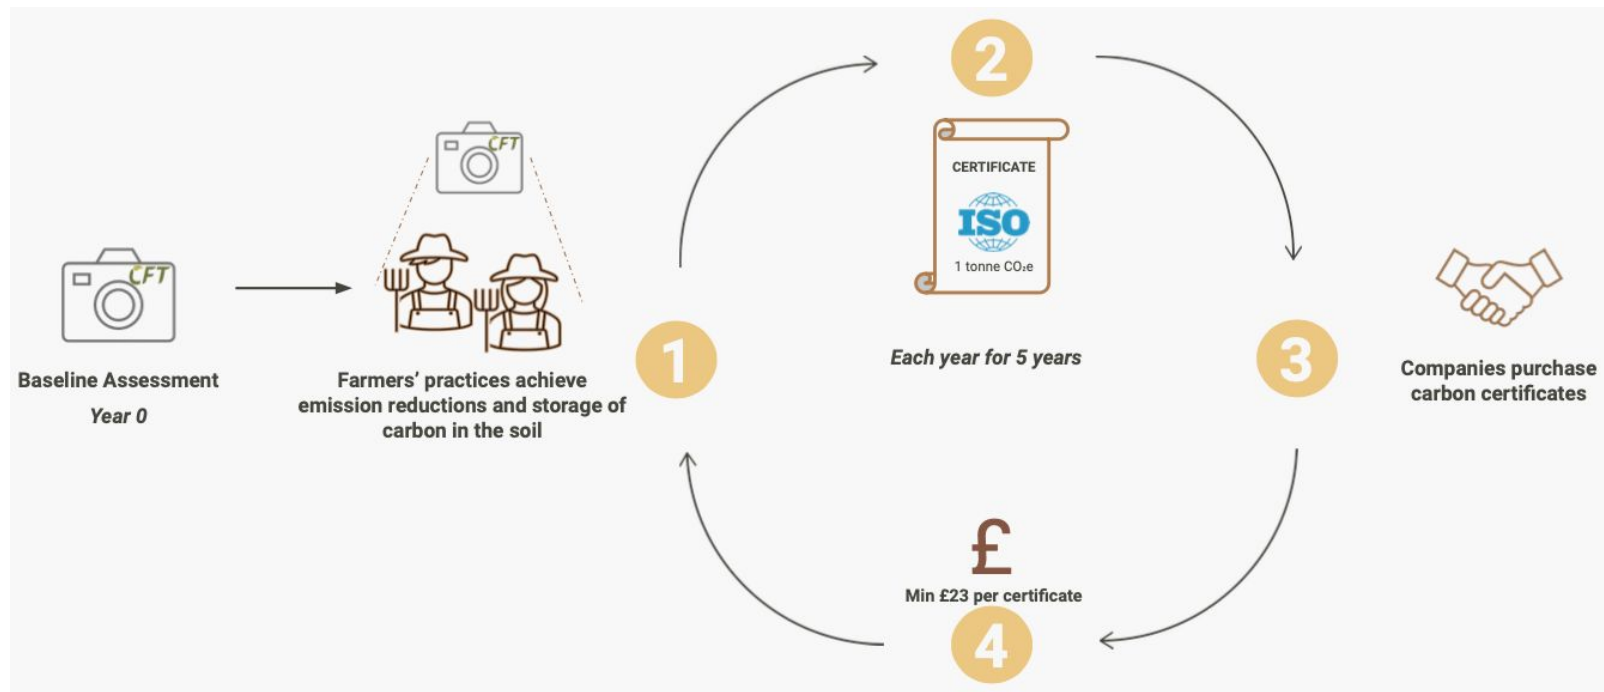 CFT
Baseline Assessment
Year 0
CFT
Farmers’ practices achieve
emission reductions and storage of
carbon in the soil
1
2
CERTIFICATE
ISO
1 tonne CO₂e
Each year for 5 years
3
Companies purchase
carbon certificates
£
Min £23 per certificate
4